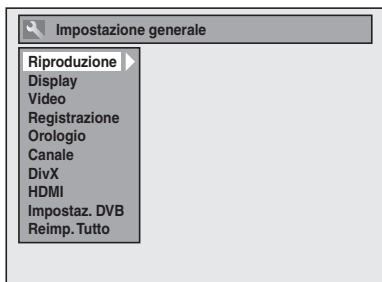 Impostazione generale
Riproduzione
Display
Video
Registrazione
Orologio
Canale
DivX
HDMI
Impostaz. DVB
Reimp. Tutto